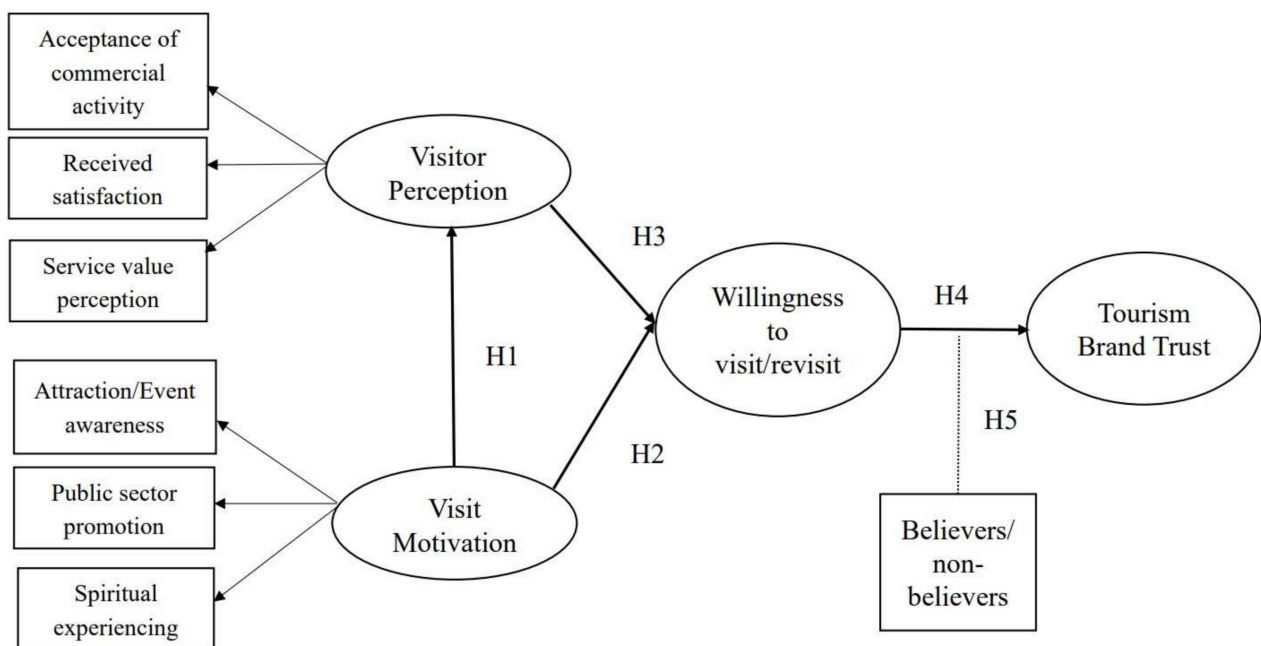 Acceptance of
commercial
activity
Received
satisfaction
Service value
perception
Attraction/Event
awareness
Public sector
promotion
Spiritual
experiencing
Visitor
Perception
H1
Visit
Motivation
H3
H2
Willingness
to
visit/revisit
H4
H5
Believers/
non-
believers
Tourism
Brand Trust